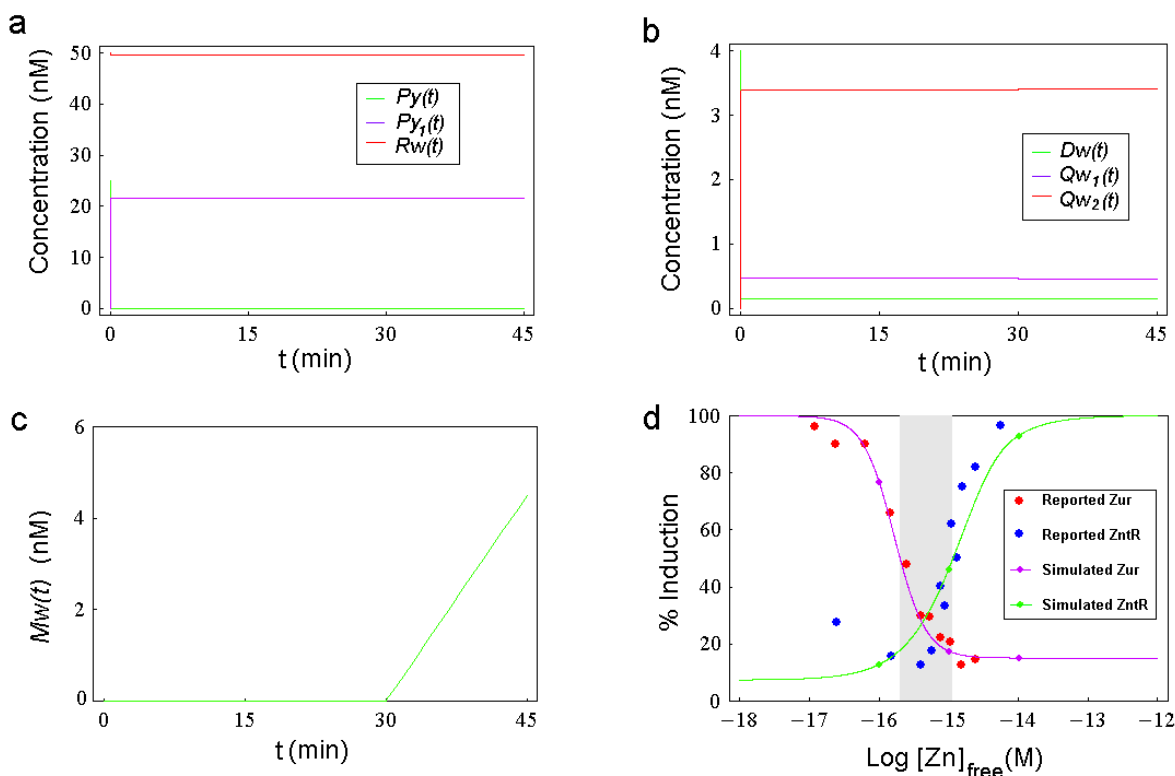 a
Concentration (nM)
50
40
30
20
10
0
Py(t)
Py1(t)
Rw(t)
0 15 30 45
t (min)
b
Concentration (nM)
4
3
2
1
0
Dw(t)
Qw1(t)
Qw2(t)
0 15 30 45
t (min)
c
Mw(t) (nM)
6
4
2
0
0 15 30 45
t (min)
d
% Induction
100
80
60
40
20
0
Reported Zur
Reported ZntR
Simulated Zur
Simulated ZntR
−18 −17 −16 −15 −14 −13 −12
Log [Zn]free(M)